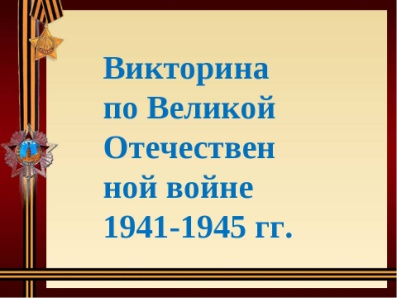 Викторина
по Великой
Отечествен
ной войне
1941-1945 гг.